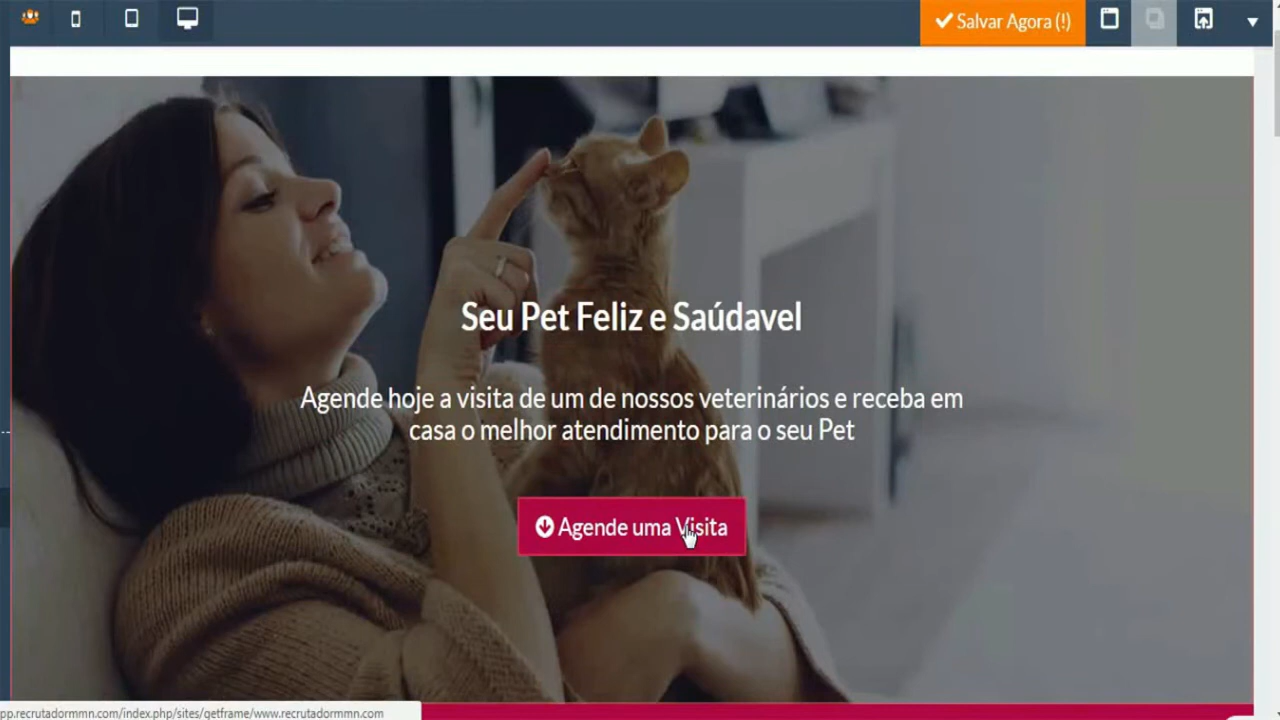 Salvar Agora (!)
Seu Pet Feliz e Saúdavel
Agende hoje a visita de um de nossos veterinários e receba em
casa o melhor atendimento para o seu Pet
Agende uma Visita
pp.recrutadormmn.com/index.php/sites/getframe/www.recrutadormmn.com